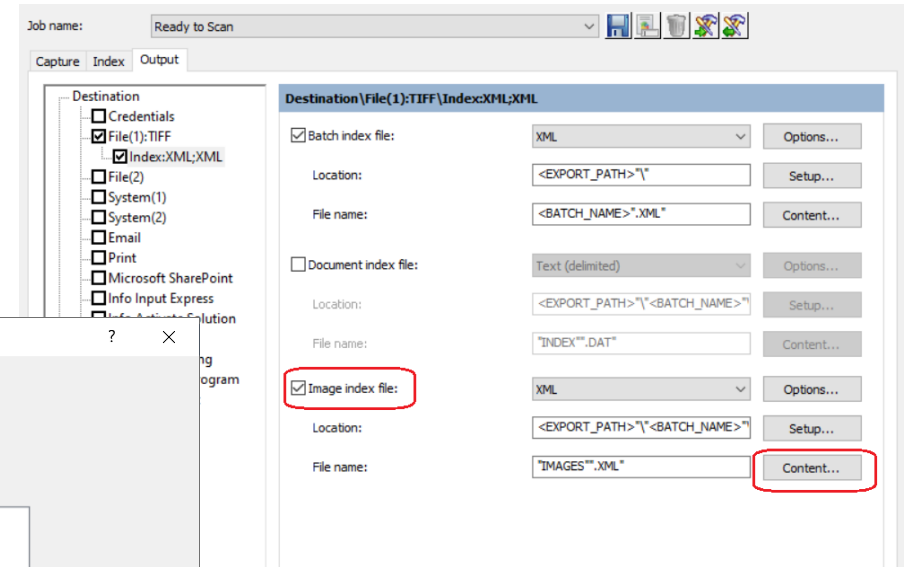 Job name: Ready to Scan
Capture Index Output
Destination
Credentials
File(1):TIFF
Index:XML;XML
File(2)
System(1)
System(2)
Email
Print
Microsoft SharePoint
Info Input Express
lution
?
ng
ogram
Destination\File(1):TIFF\Index:XML;XML
Batch index file: XML Options...
Location: <EXPORT_PATH>"\" Setup...
File name: <BATCH_NAME>".XML" Content...
Document index file: Text (delimited) Options...
Location: <EXPORT_PATH>"\"<BATCH_NAME>"\ Setup...
File name: "INDEX"".DAT" Content...
Image index file: XML Options...
Location: <EXPORT_PATH>"\"<BATCH_NAME>"\ Setup...
File name: "IMAGES"".XML" Content...